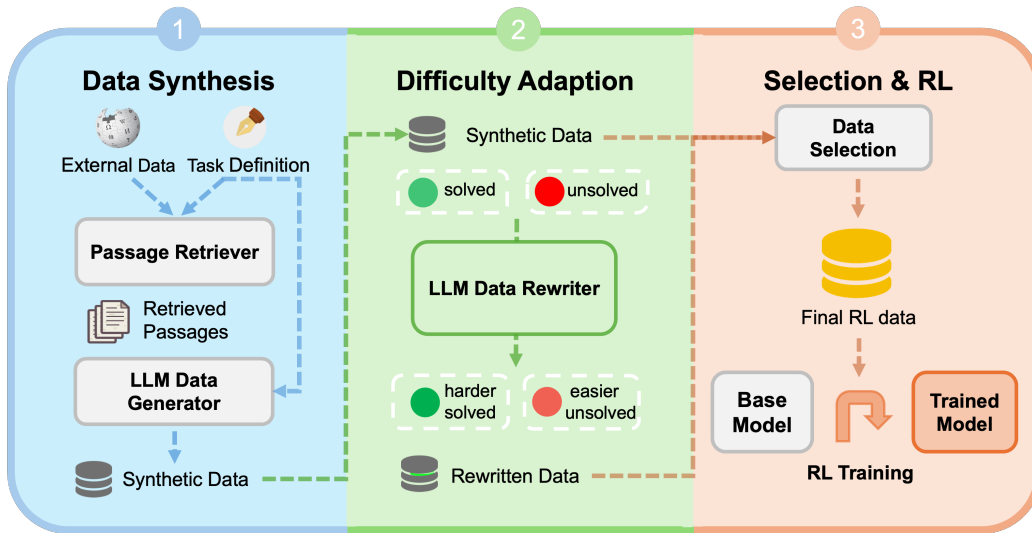 1
Data Synthesis
External Data
Task Definition
Passage Retriever
Retrieved
Passages
LLM Data
Generator
Synthetic Data
2
Difficulty Adaption
Synthetic Data
solved
unsolved
LLM Data Rewriter
harder
solved
easier
unsolved
Rewritten Data
3
Selection & RL
Data
Selection
Final RL data
Base
Model
Trained
Model
RL Training